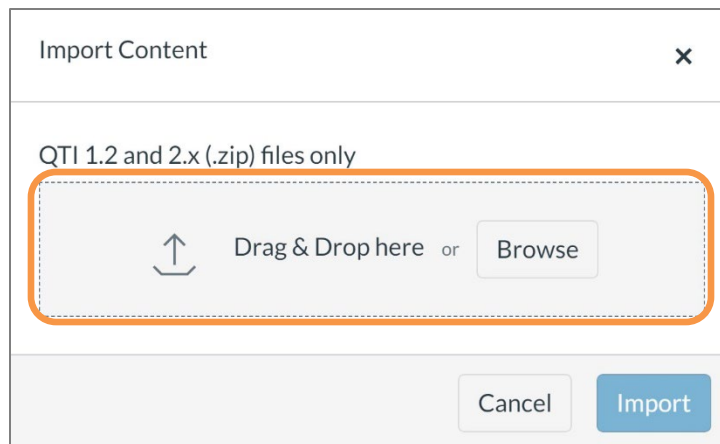 Import Content
×
QTI 1.2 and 2.x (.zip) files only
Drag & Drop here or Browse
Cancel Import